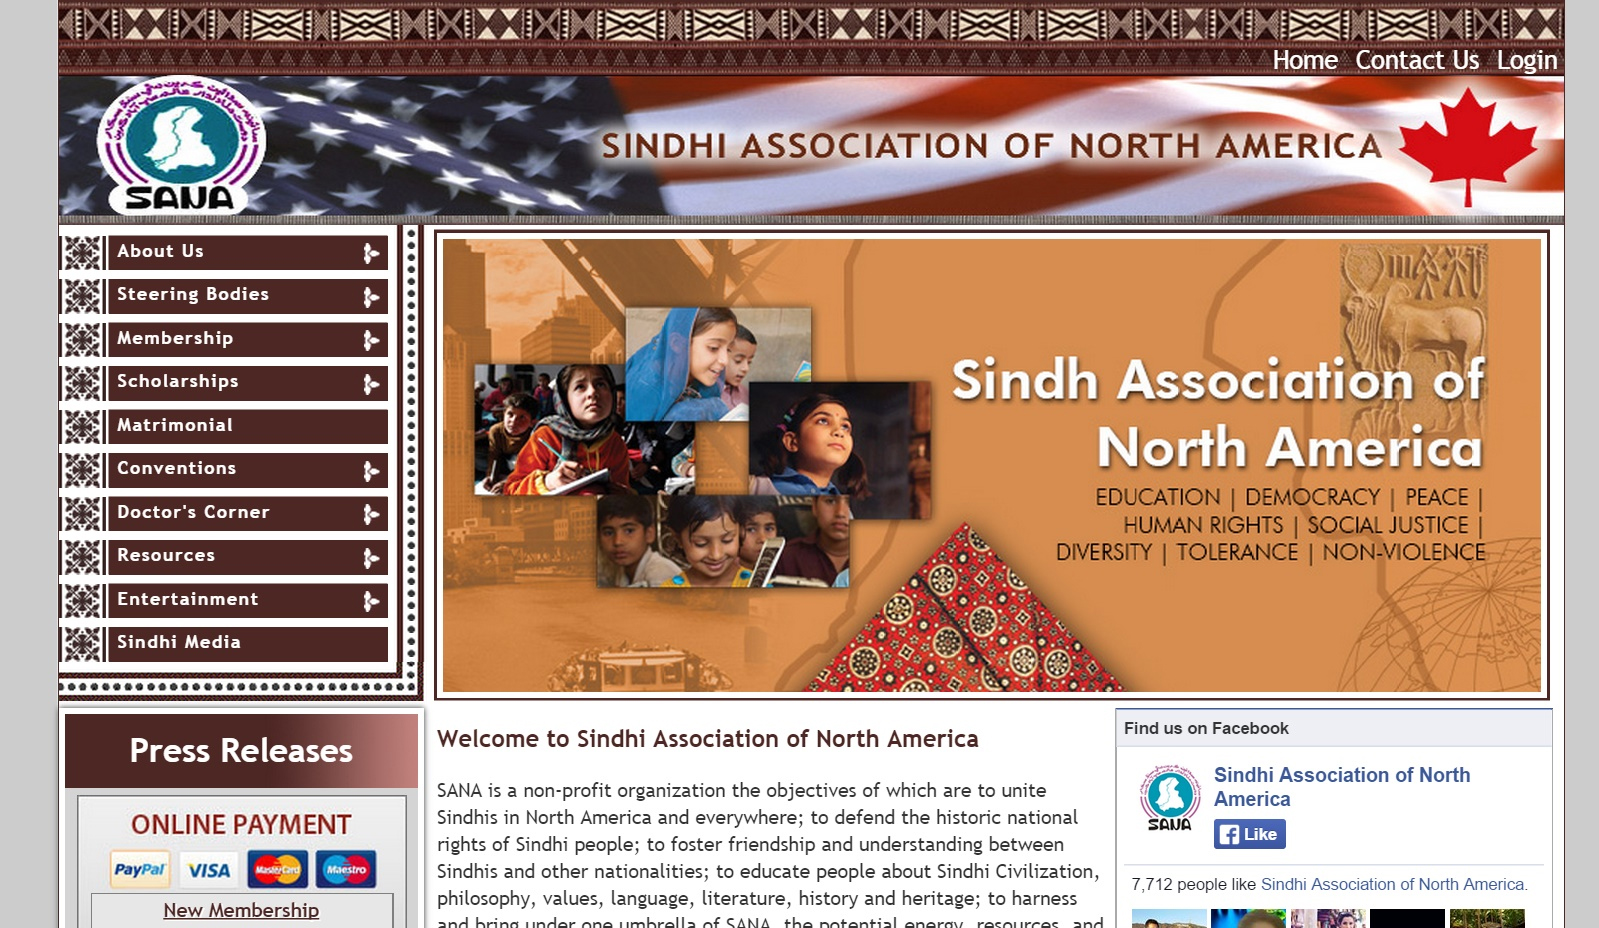 Home Contact Us Login
SANA
SINDHI ASSOCIATION OF NORTH AMERICA
About Us
Steering Bodies
Membership
Scholarships
Matrimonial
Conventions
Doctor's Corner
Resources
Entertainment
Sindhi Media
Sindh Association of
North America
EDUCATION | DEMOCRACY | PEACE |
HUMAN RIGHTS | SOCIAL JUSTICE |
DIVERSITY | TOLERANCE | NON-VIOLENCE
Press Releases
ONLINE PAYMENT
PayPal VISA MasterCard Maestro
New Membership
Welcome to Sindhi Association of North America
SANA is a non-profit organization the objectives of which are to unite
Sindhis in North America and everywhere; to defend the historic national
rights of Sindhi people; to foster friendship and understanding between
Sindhis and other nationalities; to educate people about Sindhi Civilization,
philosophy, values, language, literature, history and heritage; to harness
and bring under one umbrella of SANA, the potential energy, resources, and
Find us on Facebook
SANA
Sindhi Association of North
America
Like
7,712 people like Sindhi Association of North America.